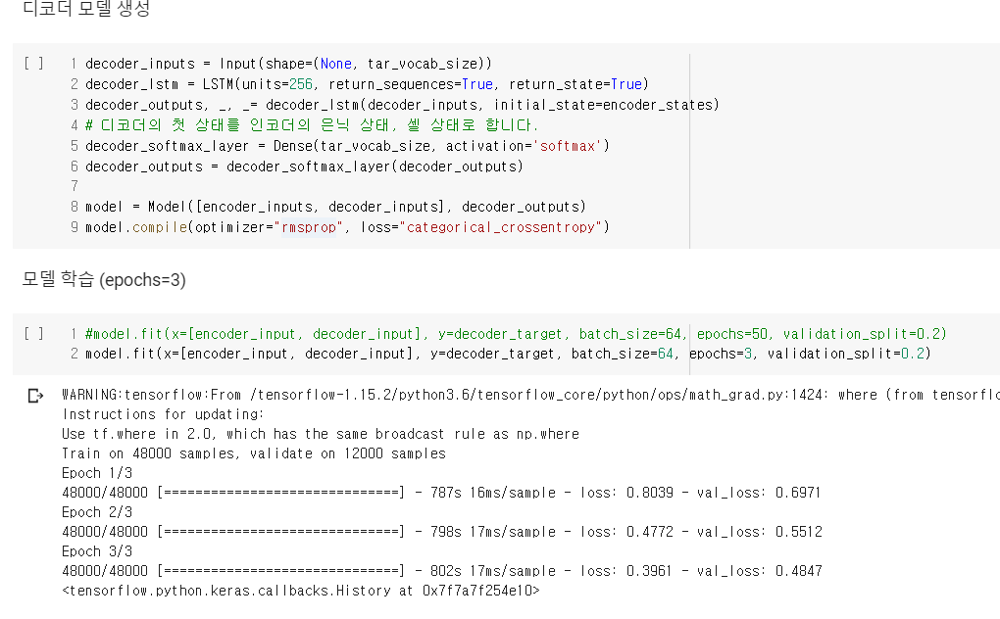 디코더 모델 생성
[ ] 1 decoder_inputs = Input(shape=(None, tar_vocab_size))
2 decoder_lstm = LSTM(units=256, return_sequences=True, return_state=True)
3 decoder_outputs, _, _= decoder_lstm(decoder_inputs, initial_state=encoder_states)
4 # 디코더의 첫 상태를 인코더의 은닉 상태, 셀 상태로 합니다.
5 decoder_softmax_layer = Dense(tar_vocab_size, activation='softmax')
6 decoder_outputs = decoder_softmax_layer(decoder_outputs)
7
8 model = Model([encoder_inputs, decoder_inputs], decoder_outputs)
9 model.compile(optimizer="rmsprop", loss="categorical_crossentropy")
모델 학습 (epochs=3)
[ ] 1 #model.fit(x=[encoder_input, decoder_input], y=decoder_target, batch_size=64, epochs=50, validation_split=0.2)
2 model.fit(x=[encoder_input, decoder_input], y=decoder_target, batch_size=64, epochs=3, validation_split=0.2)
WARNING:tensorflow:From /tensorflow-1.15.2/python3.6/tensorflow_core/python/ops/math_grad.py:1424: where (from tensorflo
Instructions for updating:
Use tf.where in 2.0, which has the same broadcast rule as np.where
Train on 48000 samples, validate on 12000 samples
Epoch 1/3
48000/48000 [==============================] - 787s 16ms/sample - loss: 0.8039 - val_loss: 0.6971
Epoch 2/3
48000/48000 [==============================] - 798s 17ms/sample - loss: 0.4772 - val_loss: 0.5512
Epoch 3/3
48000/48000 [==============================] - 802s 17ms/sample - loss: 0.3961 - val_loss: 0.4847
<tensorflow.python.keras.callbacks.History at 0x7f7a7f254e10>